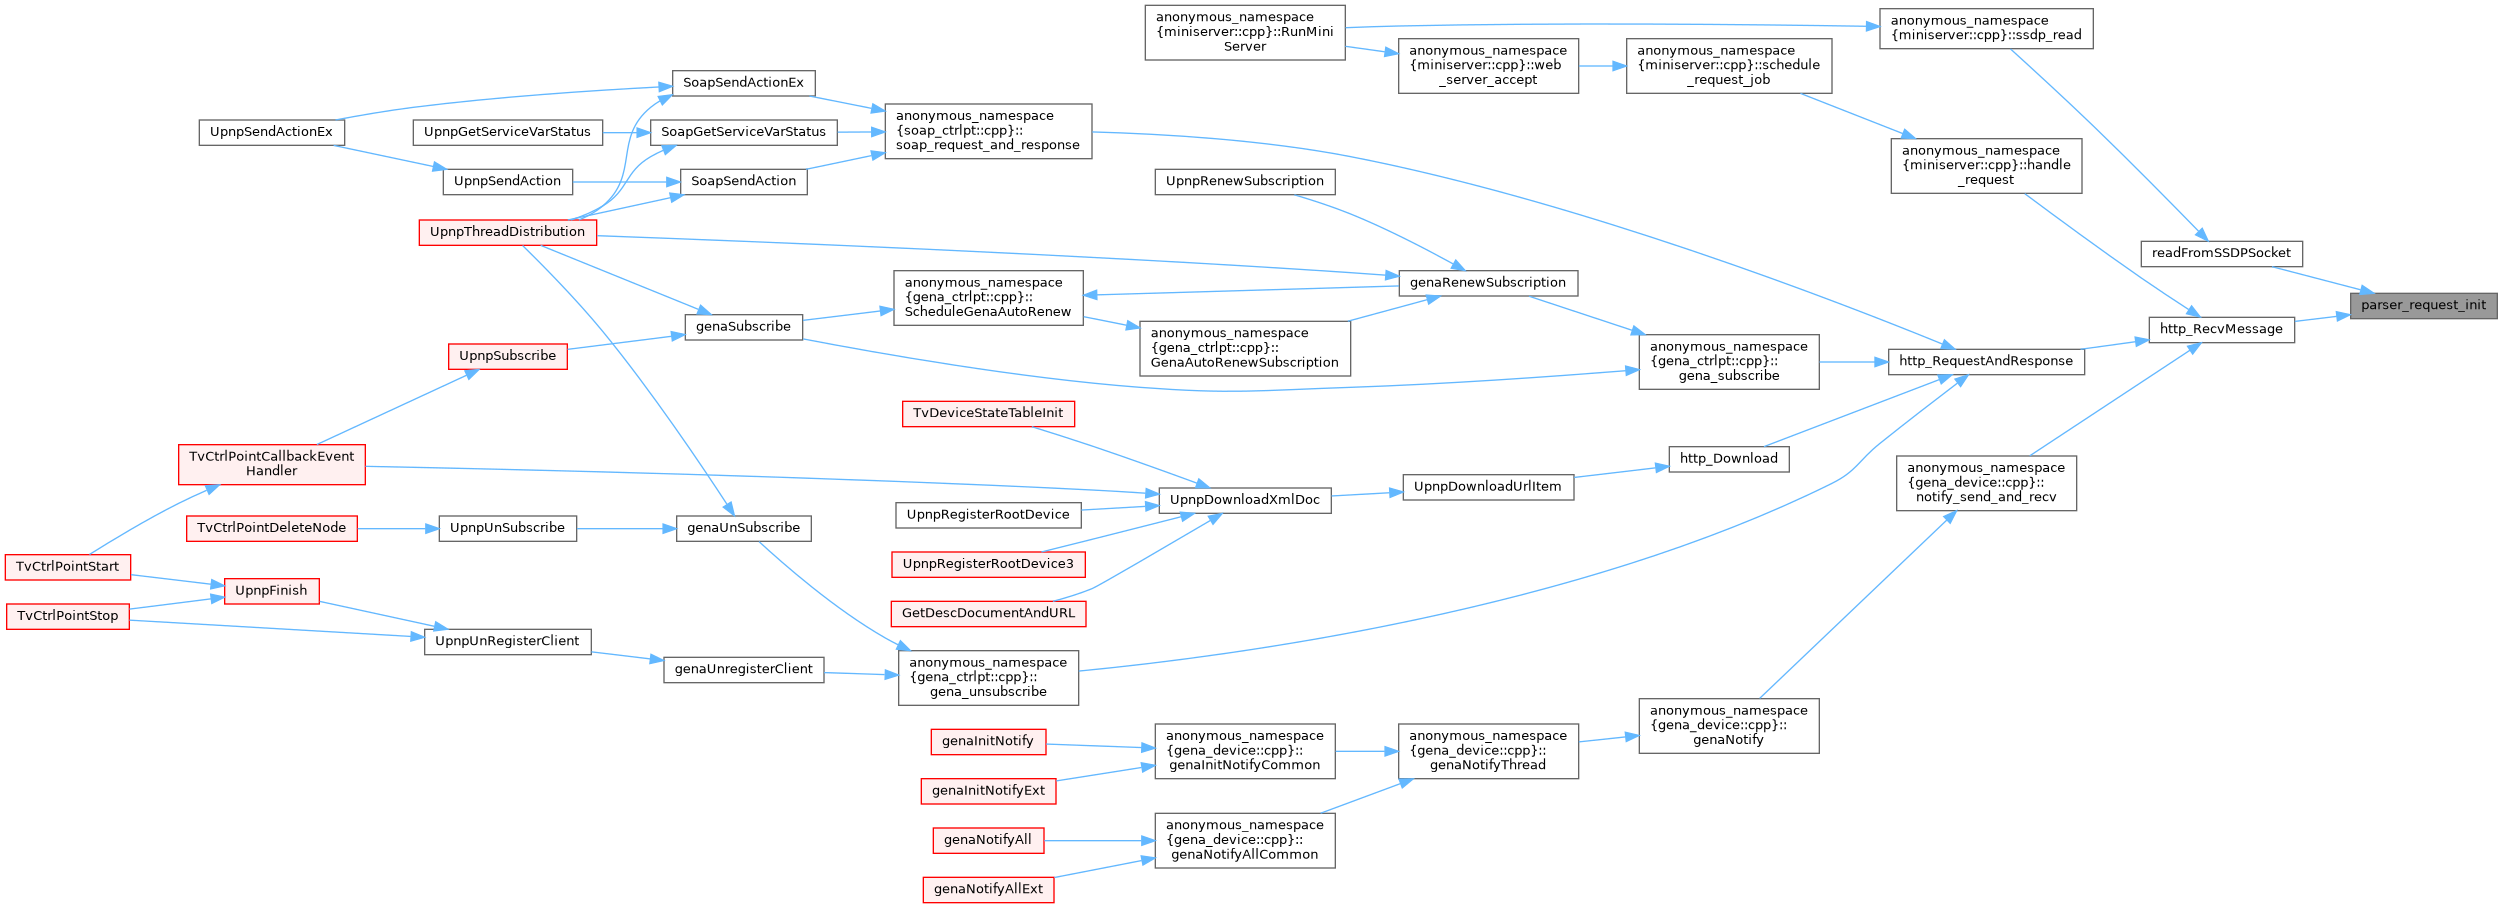 anonymous_namespace
{miniserver::cpp}::RunMini
Server
anonymous_namespace
{miniserver::cpp}::ssdp_read
anonymous_namespace
{miniserver::cpp}::web
_server_accept
anonymous_namespace
{miniserver::cpp}::schedule
_request_job
SoapSendActionEx
UpnpSendActionEx
UpnpGetServiceVarStatus
SoapGetServiceVarStatus
anonymous_namespace
{soap_ctrlpt::cpp}::
soap_request_and_response
anonymous_namespace
{miniserver::cpp}::handle
_request
UpnpSendAction
SoapSendAction
UpnpRenewSubscription
UpnpThreadDistribution
readFromSSDPSocket
anonymous_namespace
{gena_ctrlpt::cpp}::
ScheduleGenaAutoRenew
genaRenewSubscription
parser_request_init
genaSubscribe
http_RecvMessage
anonymous_namespace
{gena_ctrlpt::cpp}::
GenaAutoRenewSubscription
UpnpSubscribe
anonymous_namespace
{gena_ctrlpt::cpp}::
gena_subscribe
http_RequestAndResponse
TvDeviceStateTableInit
TvCtrlPointCallbackEvent
Handler
http_Download
UpnpDownloadUrlItem
anonymous_namespace
{gena_device::cpp}::
notify_send_and_recv
UpnpDownloadXmlDoc
UpnpRegisterRootDevice
TvCtrlPointDeleteNode
UpnpUnSubscribe
genaUnSubscribe
TvCtrlPointStart
UpnpRegisterRootDevice3
UpnpFinish
TvCtrlPointStop
GetDescDocumentAndURL
UpnpUnRegisterClient
genaUnregisterClient
anonymous_namespace
{gena_ctrlpt::cpp}::
gena_unsubscribe
genaInitNotify
anonymous_namespace
{gena_device::cpp}::
genaInitNotifyCommon
anonymous_namespace
{gena_device::cpp}::
genaNotifyThread
anonymous_namespace
{gena_device::cpp}::
genaNotify
genaInitNotifyExt
genaNotifyAll
anonymous_namespace
{gena_device::cpp}::
genaNotifyAllCommon
genaNotifyAllExt